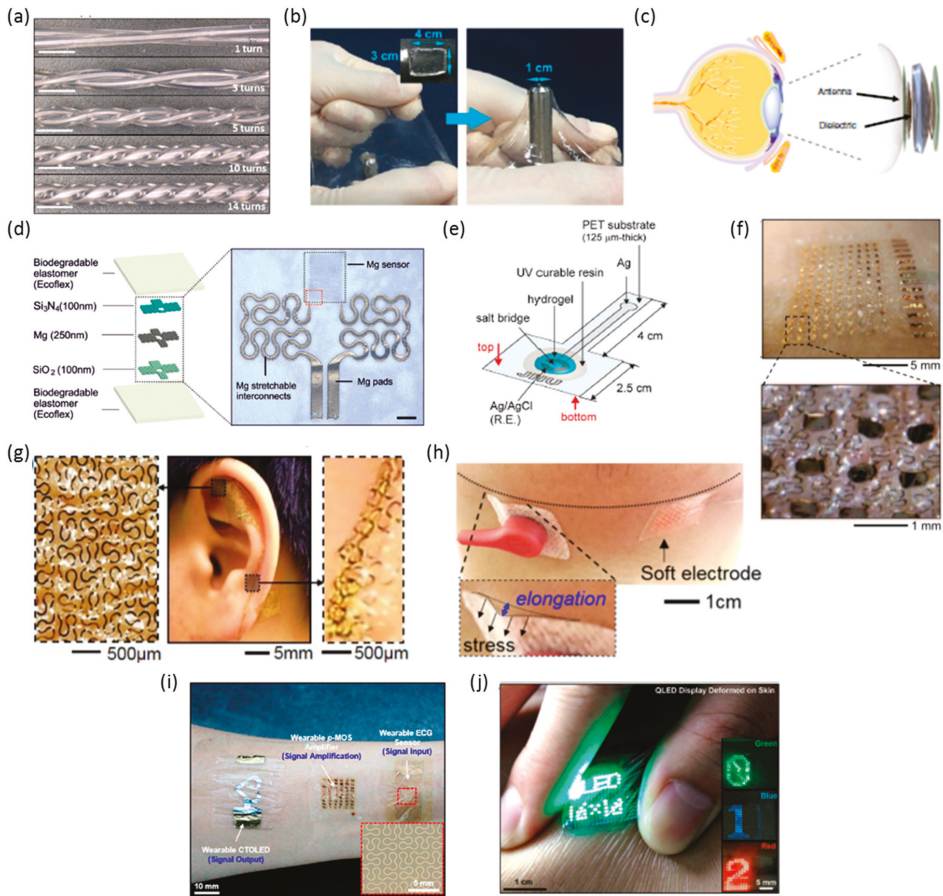 (a)
1 turn
3 turns
5 turns
10 turns
14 turns
(b)
4 cm
3 cm
1 cm
(c)
Antenna
Dielectric
(d)
Biodegradable
elastomer
(Ecoflex)
Si₃N₄(100nm)
Mg (250nm)
SiO₂ (100nm)
Biodegradable
elastomer
(Ecoflex)
Mg sensor
Mg stretchable
interconnects
Mg pads
(e)
PET substrate
(125 μm-thick)
Ag
UV curable resin
hydrogel
salt bridge
top
4 cm
2.5 cm
Ag/AgCl
(R.E.)
bottom
(f)
5 mm
1 mm
(g)
500μm
5mm
500μm
(h)
Soft electrode
1cm
elongation
stress
(i)
Wearable p-MOS
Amplifier
(Signal Amplification)
Wearable ECG
Sensor
(Signal Input)
Wearable CTOLED
(Signal Output)
10 mm
5 mm
(j)
QLED Display Deformed on Skin
Green
Blue
1
Red
2
1 cm
5 mm